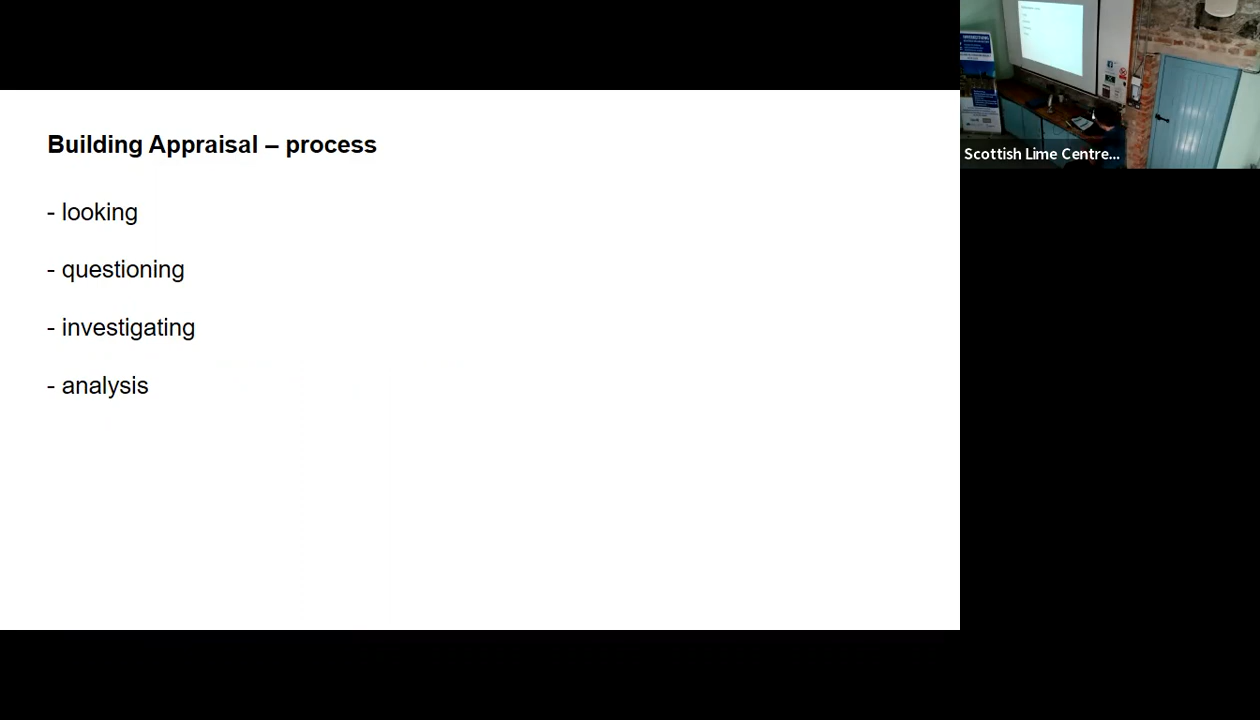 Building Appraisal – process
- looking
- questioning
- investigating
- analysis
Scottish Lime Centre...